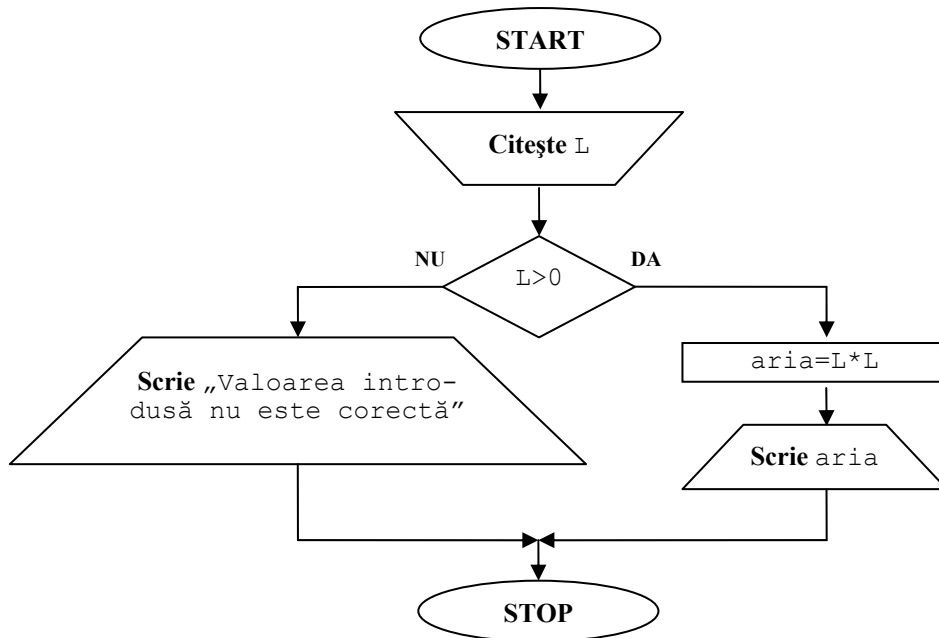 START
Citeşte L
NU
L>0
DA
Scrie „Valoarea intro-
dusă nu este corectă”
aria=L*L
Scrie aria
STOP